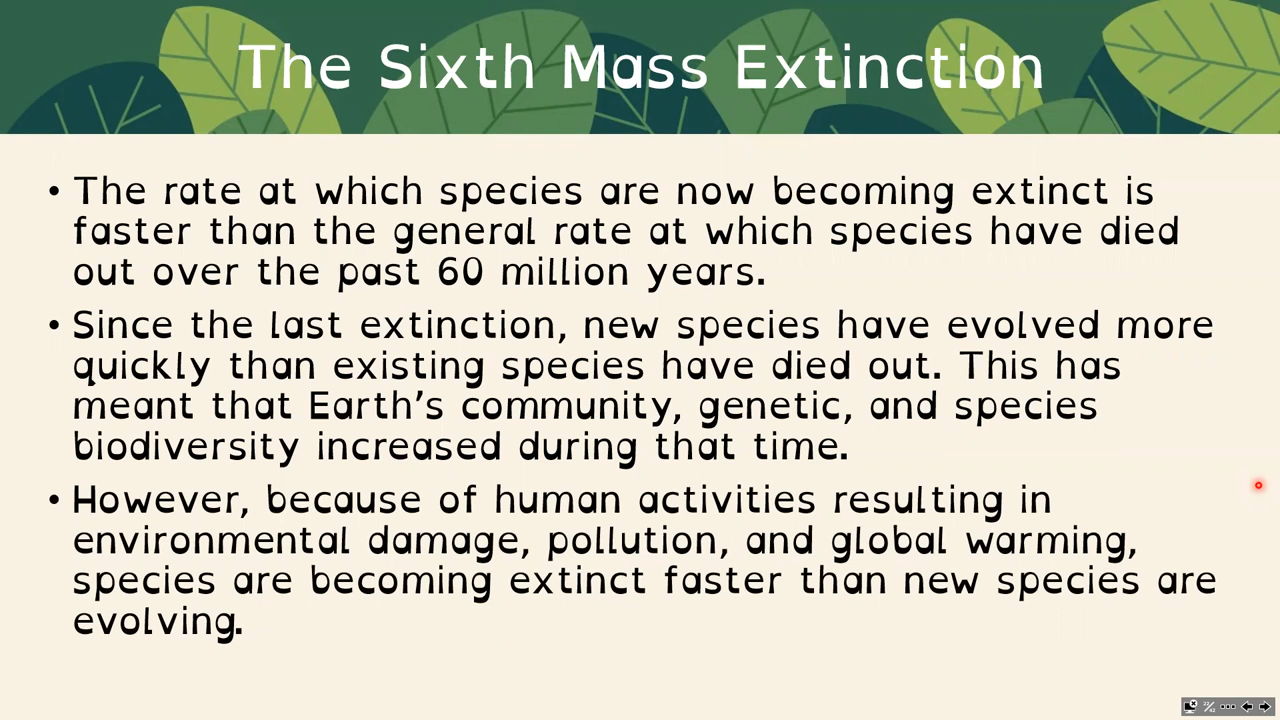 The Sixth Mass Extinction
• The rate at which species are now becoming extinct is
faster than the general rate at which species have died
out over the past 60 million years.
• Since the last extinction, new species have evolved more
quickly than existing species have died out. This has
meant that Earth’s community, genetic, and species
biodiversity increased during that time.
• However, because of human activities resulting in
environmental damage, pollution, and global warming,
species are becoming extinct faster than new species are
evolving.